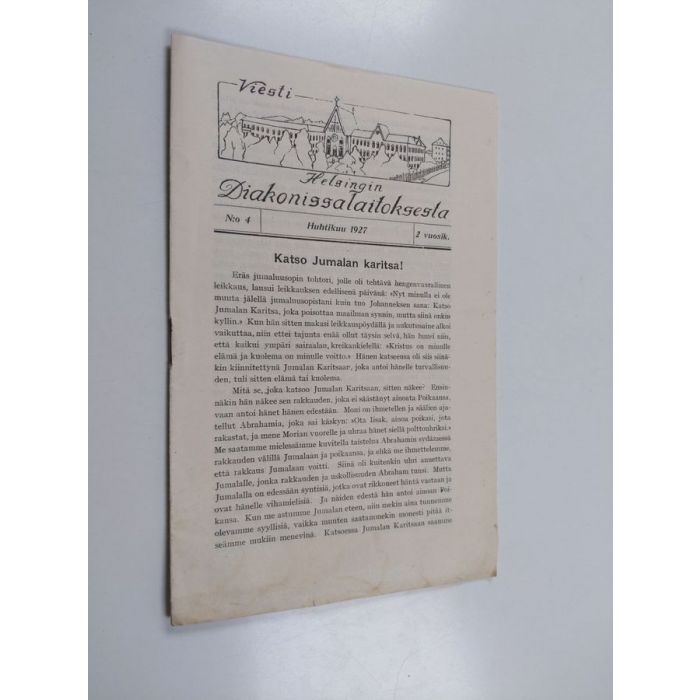 Viesti
Helsingin
Diakonissalaitoksesta
N:o 4
Huhtikuu 1927
2 vuosik.
Katso Jumalan karitsa!
Eräs jumaluusopin tohtori, jolle oli tehtävä hengenvaarallinen
leikkaus, lausui leikkauksen edellisenä päivänä: «Nyt minulla ei ole
muuta jälellä jumaluusopistani kuin tuo Johanneksen sana: Katso
Jumalan Karitsa, joka poisottaa maailman synnin, mutta siinä onkin
kyllin.» Kun hän sitten makasi leikkauspöydällä ja nukutusaine alkoi
vaikuttaa, niin ettei tajunta enää ollut täysin selvä, hän lausui niin,
että kaikui ympäri sairaalan, kreikankielellä: «Kristus on minulle
elämä ja kuolema on minulle voitto.» Hänen katseensa oli siis siinä-
kin kiinnitettynä Jumalan Karitsaan, joka antoi hänelle turvallisuu-
den, tuli sitten elämä tai kuolema.
Mitä se, joka katsoo Jumalan Karitsaan, sitten näkee? Ensin-
näkin hän näkee sen rakkauden, joka ei säästänyt ainoata Poikaansa,
vaan antoi hänet hänen edestään. Moni on ihmetellen ja säälien aja-
tellut Abrahamia, joka sai käskyn: «Ota Iisak, ainoa poikasi, jota
rakastat, ja mene Morian vuorelle ja uhraa hänet siellä polttouhriksi.»
Me saatamme mielessämme kuvitella taistelua Abrahamin sydämessä
rakkauden välillä Jumalaan ja poikaansa, ja ehkä me ihmettelemme,
että rakkaus Jumalaan voitti. Siinä oli kuitenkin uhri annettava
Jumalalle, jonka rakkauden ja uskollisuuden Abraham tunsi. Mutta
Jumalalla on edessään syntisiä, jotka ovat rikkoneet häntä vastaan ja
ovat hänelle vihamielisiä. Ja näiden edestä hän antoi ainoan Poi-
kansa. Kun me astumme Jumalan eteen, niin mekin aina tunnemme
olevamme syyllisiä, vaikka muuten saatamme monesti pitää it-
seämme mukiin menevinä. Katsoessa Jumalan Karitsaan saamme